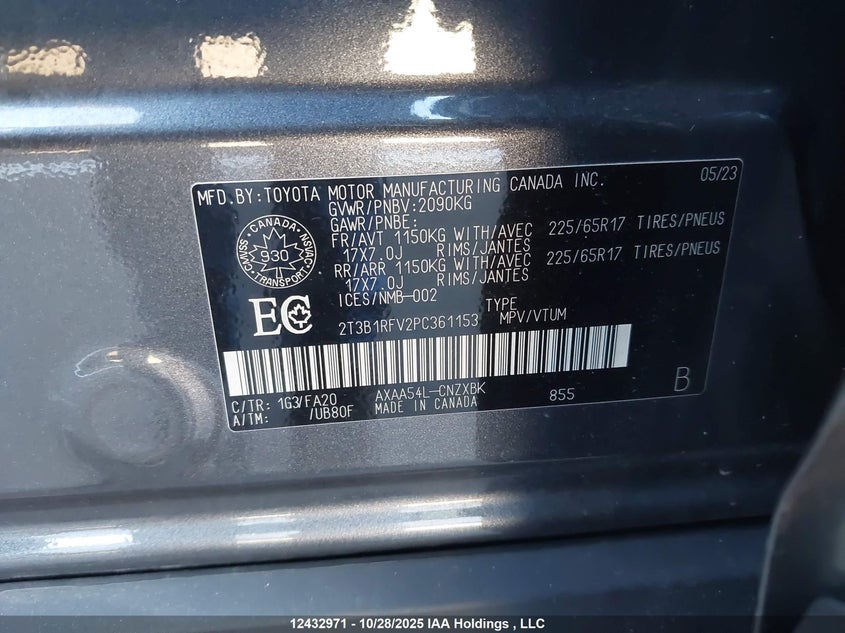 MFD.BY:TOYOTA MOTOR MANUFACTURING CANADA INC. 05/23
GVWR/PNBV:2090KG
GAWR/PNBE:
FR/AVT 1150KG WITH/AVEC 225/65R17 TIRES/PNEUS
17X7.0J RIMS/JANTES
RR/ARR 1150KG WITH/AVEC 225/65R17 TIRES/PNEUS
17X7.0J RIMS/JANTES
ICES/NMB-002 TYPE
2T3B1RFV2PC361153 MPV/VTUM
CANADA
CMVSS 930 NSVAC
TRANSPORT
EC
B
C/TR: 1G3/FA20 AXAA54L-CNZXBK 855
A/TM: /UB80F MADE IN CANADA
12432971 - 10/28/2025 IAA Holdings , LLC